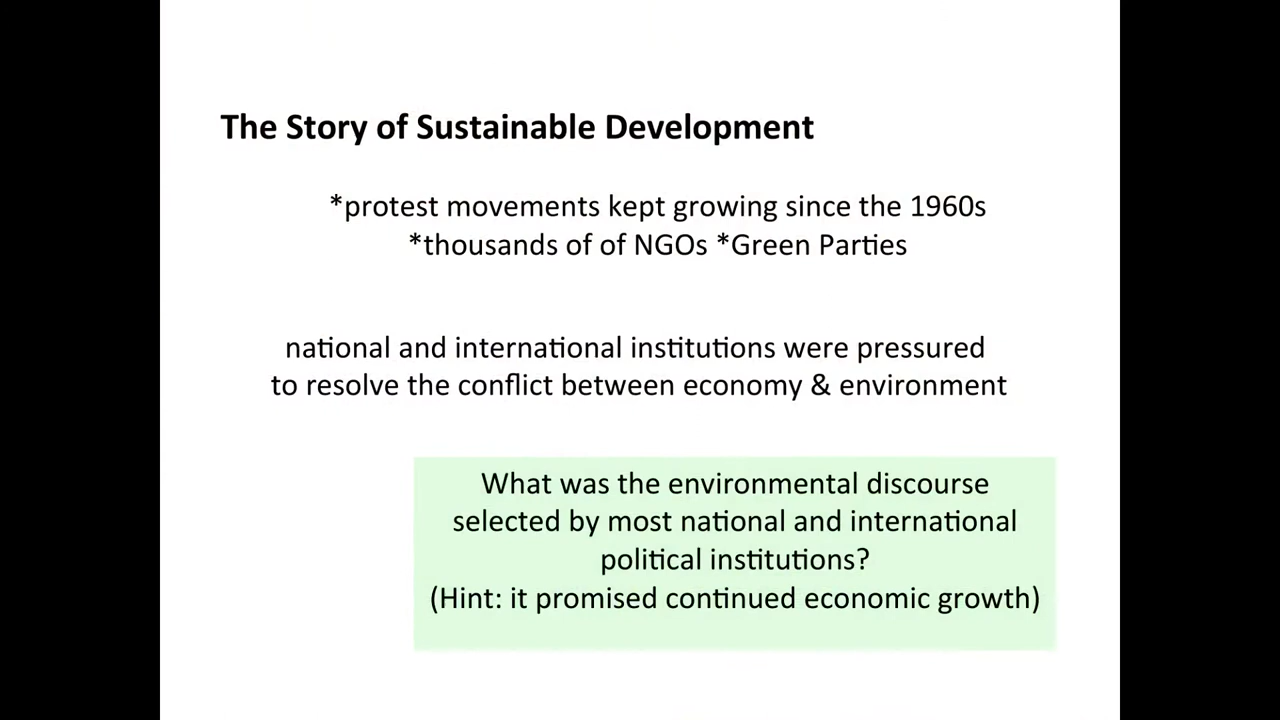 The Story of Sustainable Development
*protest movements kept growing since the 1960s
*thousands of of NGOs *Green Parties
national and international institutions were pressured
to resolve the conflict between economy & environment
What was the environmental discourse
selected by most national and international
political institutions?
(Hint: it promised continued economic growth)